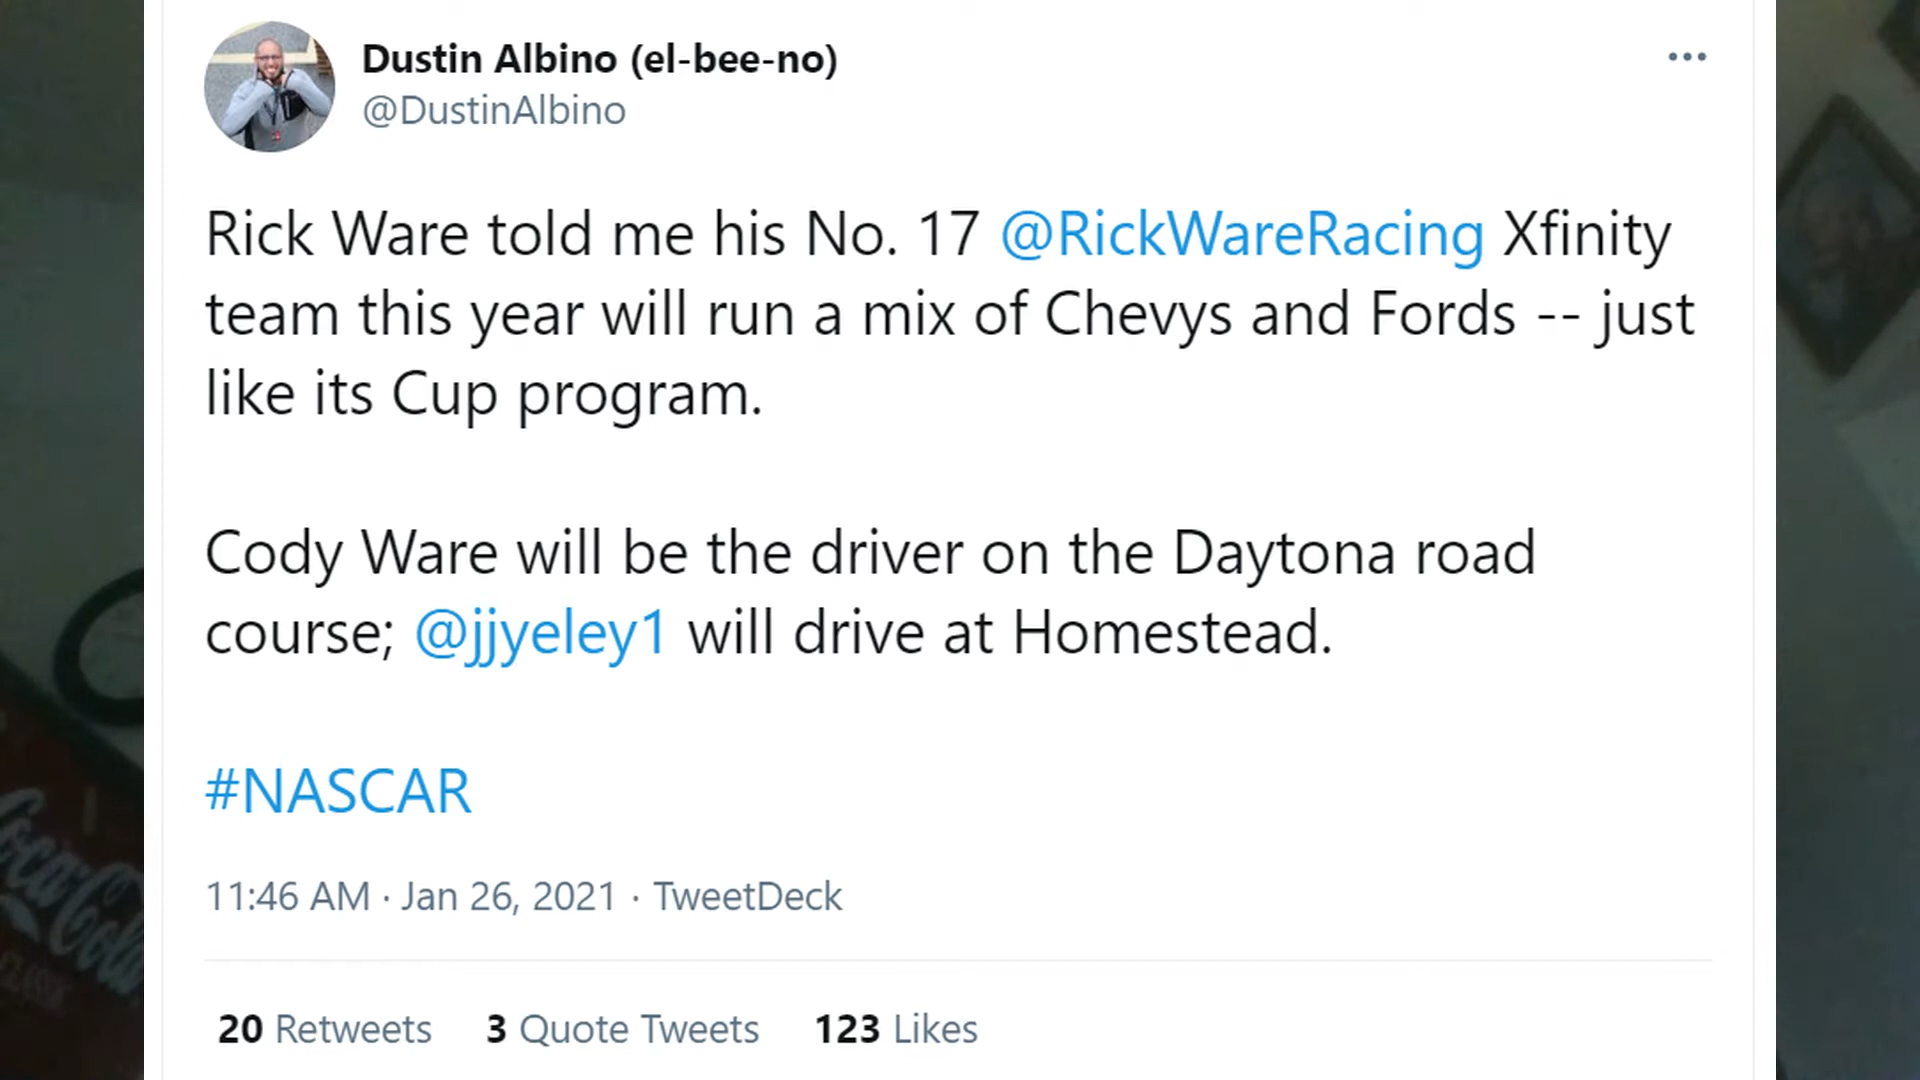 Dustin Albino (el-bee-no)
@DustinAlbino
Rick Ware told me his No. 17 @RickWareRacing Xfinity
team this year will run a mix of Chevys and Fords -- just
like its Cup program.
Cody Ware will be the driver on the Daytona road
course; @jjyeley1 will drive at Homestead.
#NASCAR
11:46 AM · Jan 26, 2021 · TweetDeck
20 Retweets 3 Quote Tweets 123 Likes
Coca-Cola